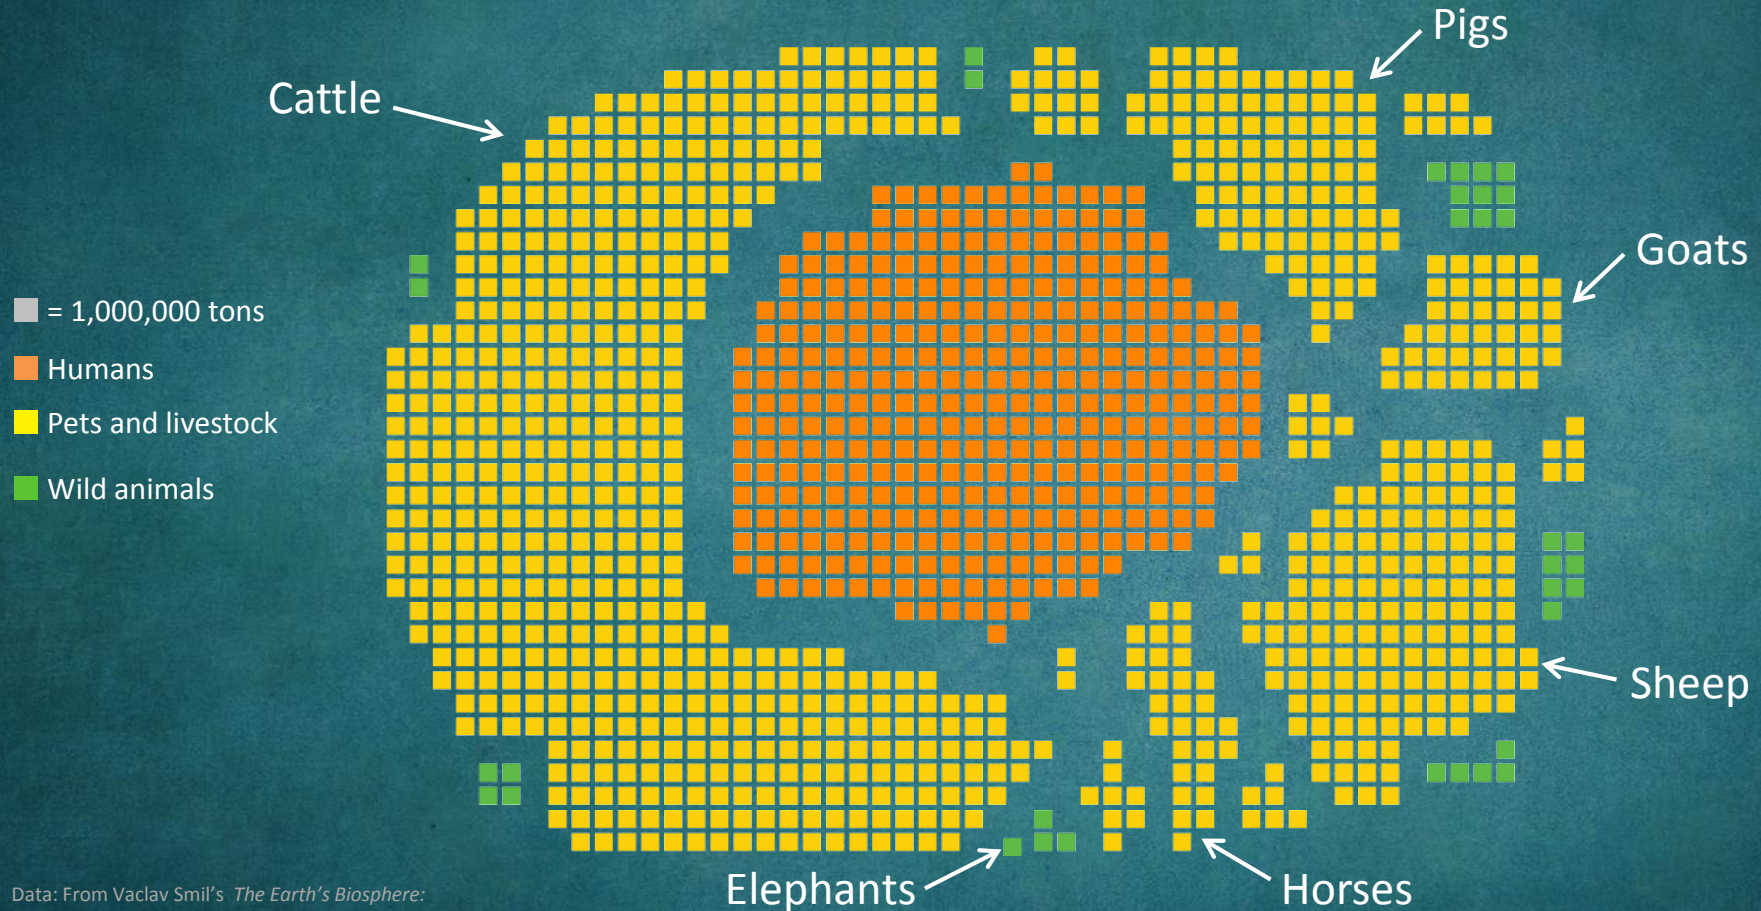 Pigs
Cattle
Goats
= 1,000,000 tons
Humans
Pets and livestock
Wild animals
Sheep
Elephants
Horses
Data: From Vaclav Smil's The Earth's Biosphere: